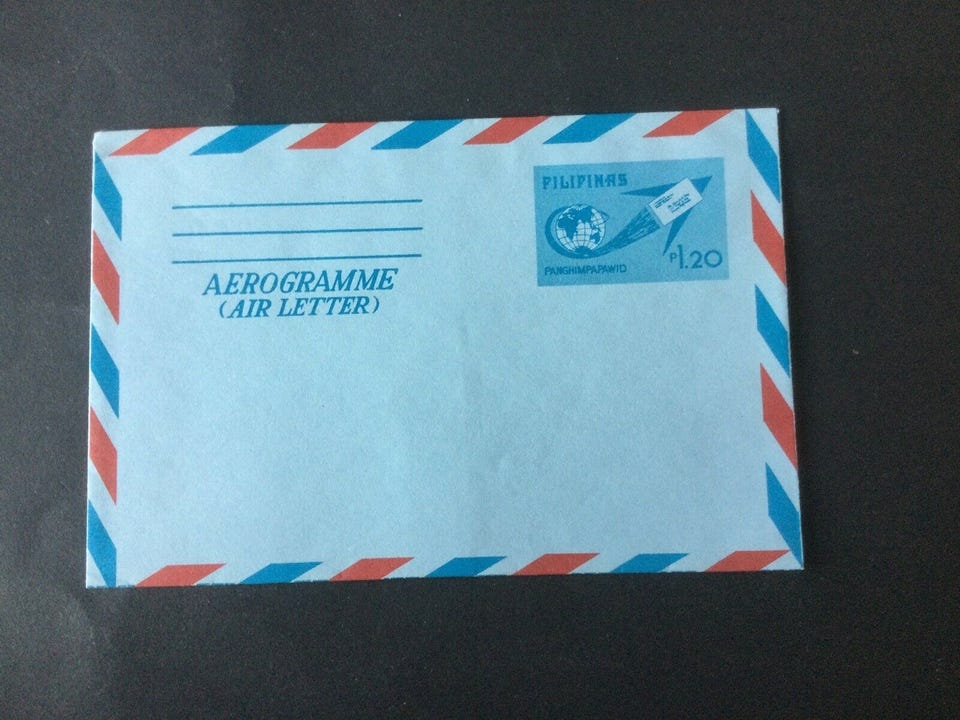 PILIPINAS
PANGHIMPAPAWID
P1.20
AEROGRAMME
(AIR LETTER)